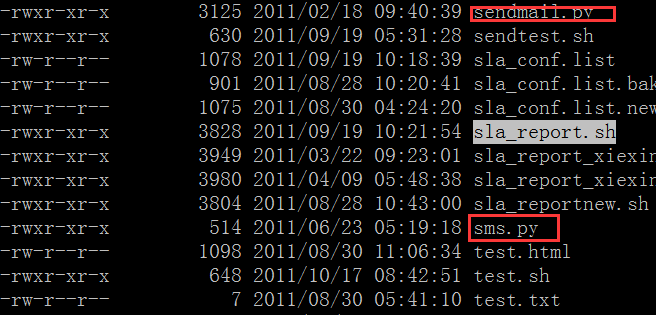 -rwxr-xr-x 3125 2011/02/18 09:40:39 sendmail.py
-rwxr-xr-x 630 2011/09/19 05:31:28 sendtest.sh
-rw-r--r-- 1078 2011/09/19 10:18:39 sla_conf.list
-rw-r--r-- 901 2011/08/28 10:20:41 sla_conf.list.bak
-rw-r--r-- 1075 2011/08/30 04:24:20 sla_conf.list.new
-rwxr-xr-x 3828 2011/09/19 10:21:54 sla_report.sh
-rwxr-xr-x 3949 2011/03/22 09:23:01 sla_report_xiexin
-rwxr-xr-x 3980 2011/04/09 05:48:38 sla_report_xiexin
-rwxr-xr-x 3804 2011/08/28 10:43:00 sla_reportnew.sh
-rwxr-xr-x 514 2011/06/23 05:19:18 sms.py
-rw-r--r-- 1098 2011/08/30 11:06:34 test.html
-rwxr-xr-x 648 2011/10/17 08:42:51 test.sh
-rw-r--r-- 7 2011/08/30 05:41:10 test.txt